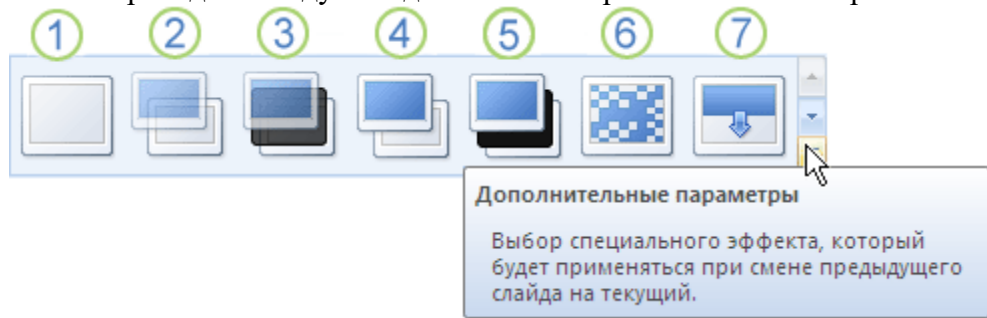 1 2 3 4 5 6 7
Дополнительные параметры
Выбор специального эффекта, который
будет применяться при смене предыдущего
слайда на текущий.